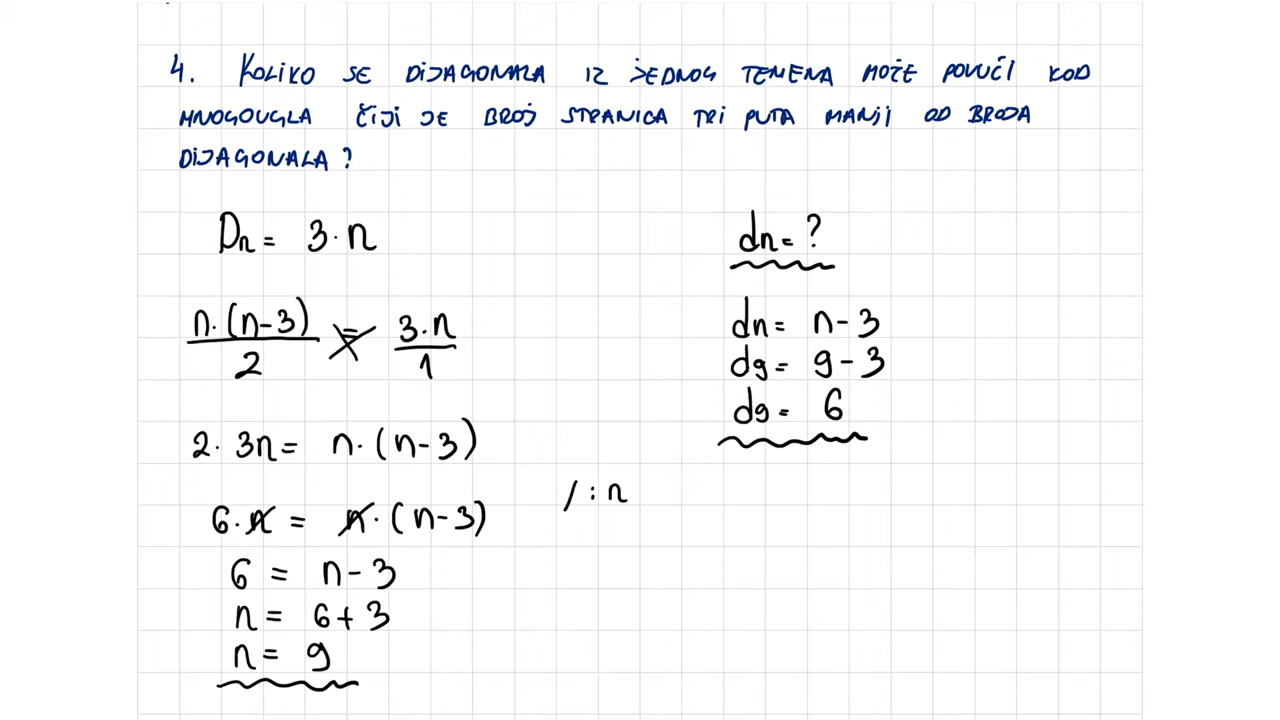 4. KOLIKO SE DIJAGONALA IZ JEDNOG TEMENA MOŽE POVUĆI KOD
MNOGOUGLA ČIJI JE BROJ STRANICA TRI PUTA MANJI OD BROJA
DIJAGONALA?
Dn = 3·n
n·(n-3)/2 = 3·n/1
2·3n = n·(n-3)
6·n = n·(n-3) /:n
6 = n-3
n = 6+3
n = 9
dn = ?
dn = n-3
d9 = 9-3
d9 = 6